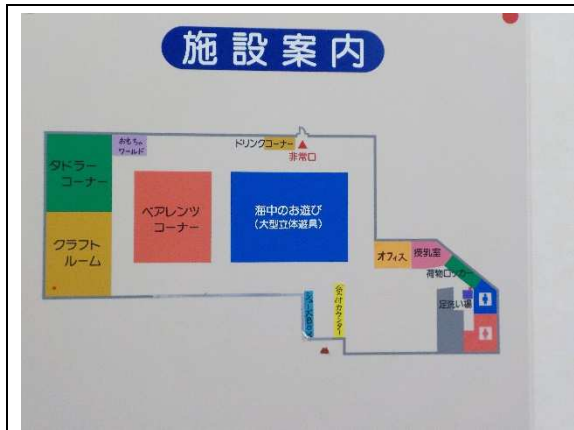 施設案内
おもちゃ
ワールド
ドリンクコーナー
非常口
タドラー
コーナー
ペアレンツ
コーナー
海中のお遊び
(大型立体遊具)
クラフト
ルーム
オフィス
授乳室
荷物ロッカー
足洗い場
受付カウンター